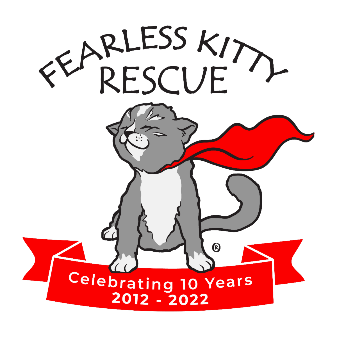 FEARLESS KITTY
RESCUE
®
Celebrating 10 Years
2012 - 2022